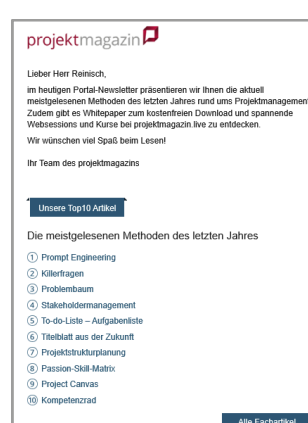 projektmagazin
Lieber Herr Reinisch,
im heutigen Portal-Newsletter präsentieren wir Ihnen die aktuell
meistgelesenen Methoden des letzten Jahres rund ums Projektmanagement
Zudem gibt es Whitepaper zum kostenfreien Download und spannende
Websessions und Kurse bei projektmagazin.live zu entdecken.
Wir wünschen viel Spaß beim Lesen!
Ihr Team des projektmagazins
Unsere Top10 Artikel
Die meistgelesenen Methoden des letzten Jahres
1 Prompt Engineering
2 Killerfragen
3 Problembaum
4 Stakeholdermanagement
5 To-do-Liste – Aufgabenliste
6 Titelblatt aus der Zukunft
7 Projektstrukturplanung
8 Passion-Skill-Matrix
9 Project Canvas
10 Kompetenzrad
Alle Fachartikel